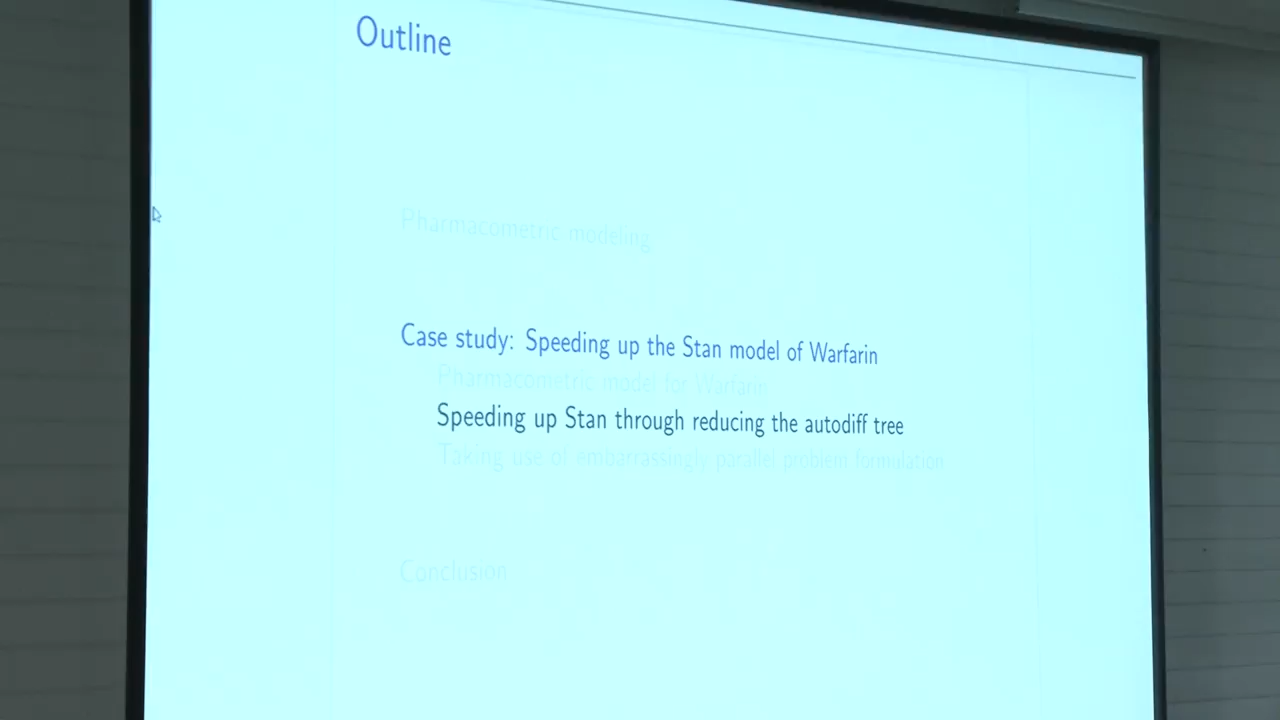 Outline
Pharmacometric modeling
Case study: Speeding up the Stan model of Warfarin
Pharmacometric model for Warfarin
Speeding up Stan through reducing the autodiff tree
Taking use of embarrassingly parallel problem formulation
Conclusion